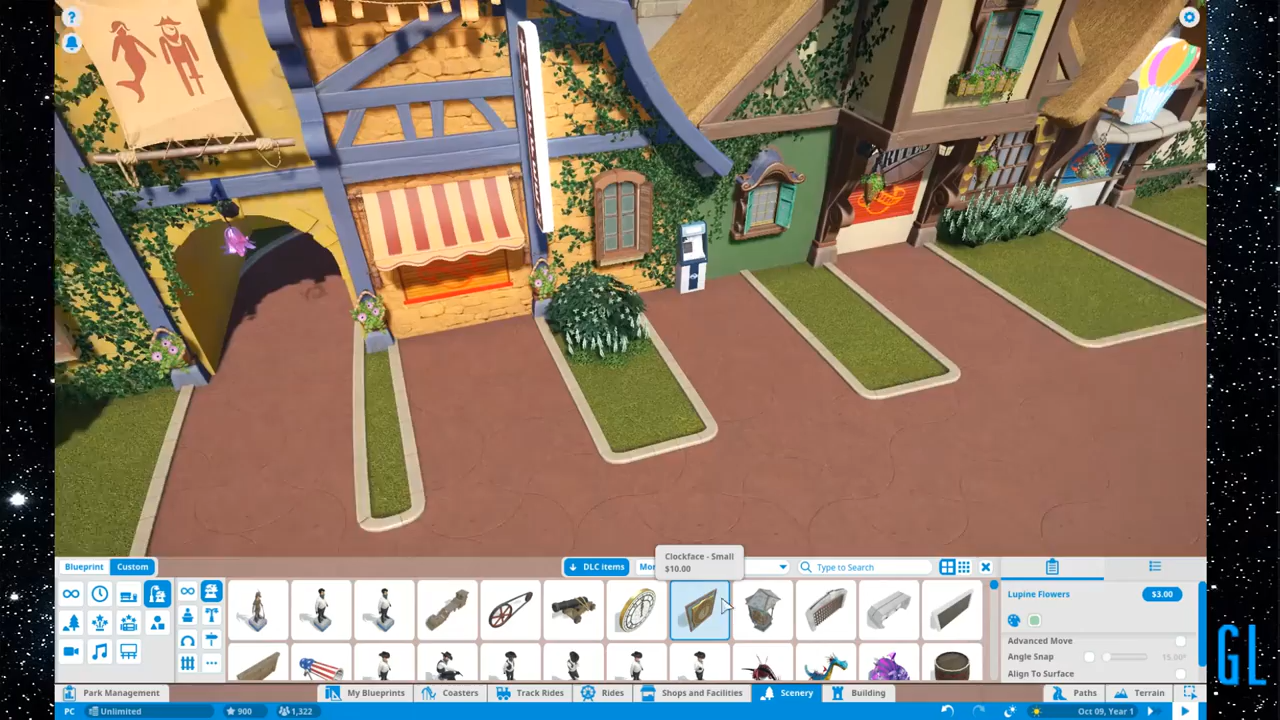 ?
Clockface - Small
$10.00
Blueprint
Custom
DLC items
Type to Search
Lupine Flowers
$3.00
Advanced Move
Angle Snap
15.00°
Align To Surface
GL
Park Management
My Blueprints
Coasters
Track Rides
Rides
Shops and Facilities
Scenery
Building
Paths
Terrain
PC
Unlimited
900
1,322
Oct 09, Year 1